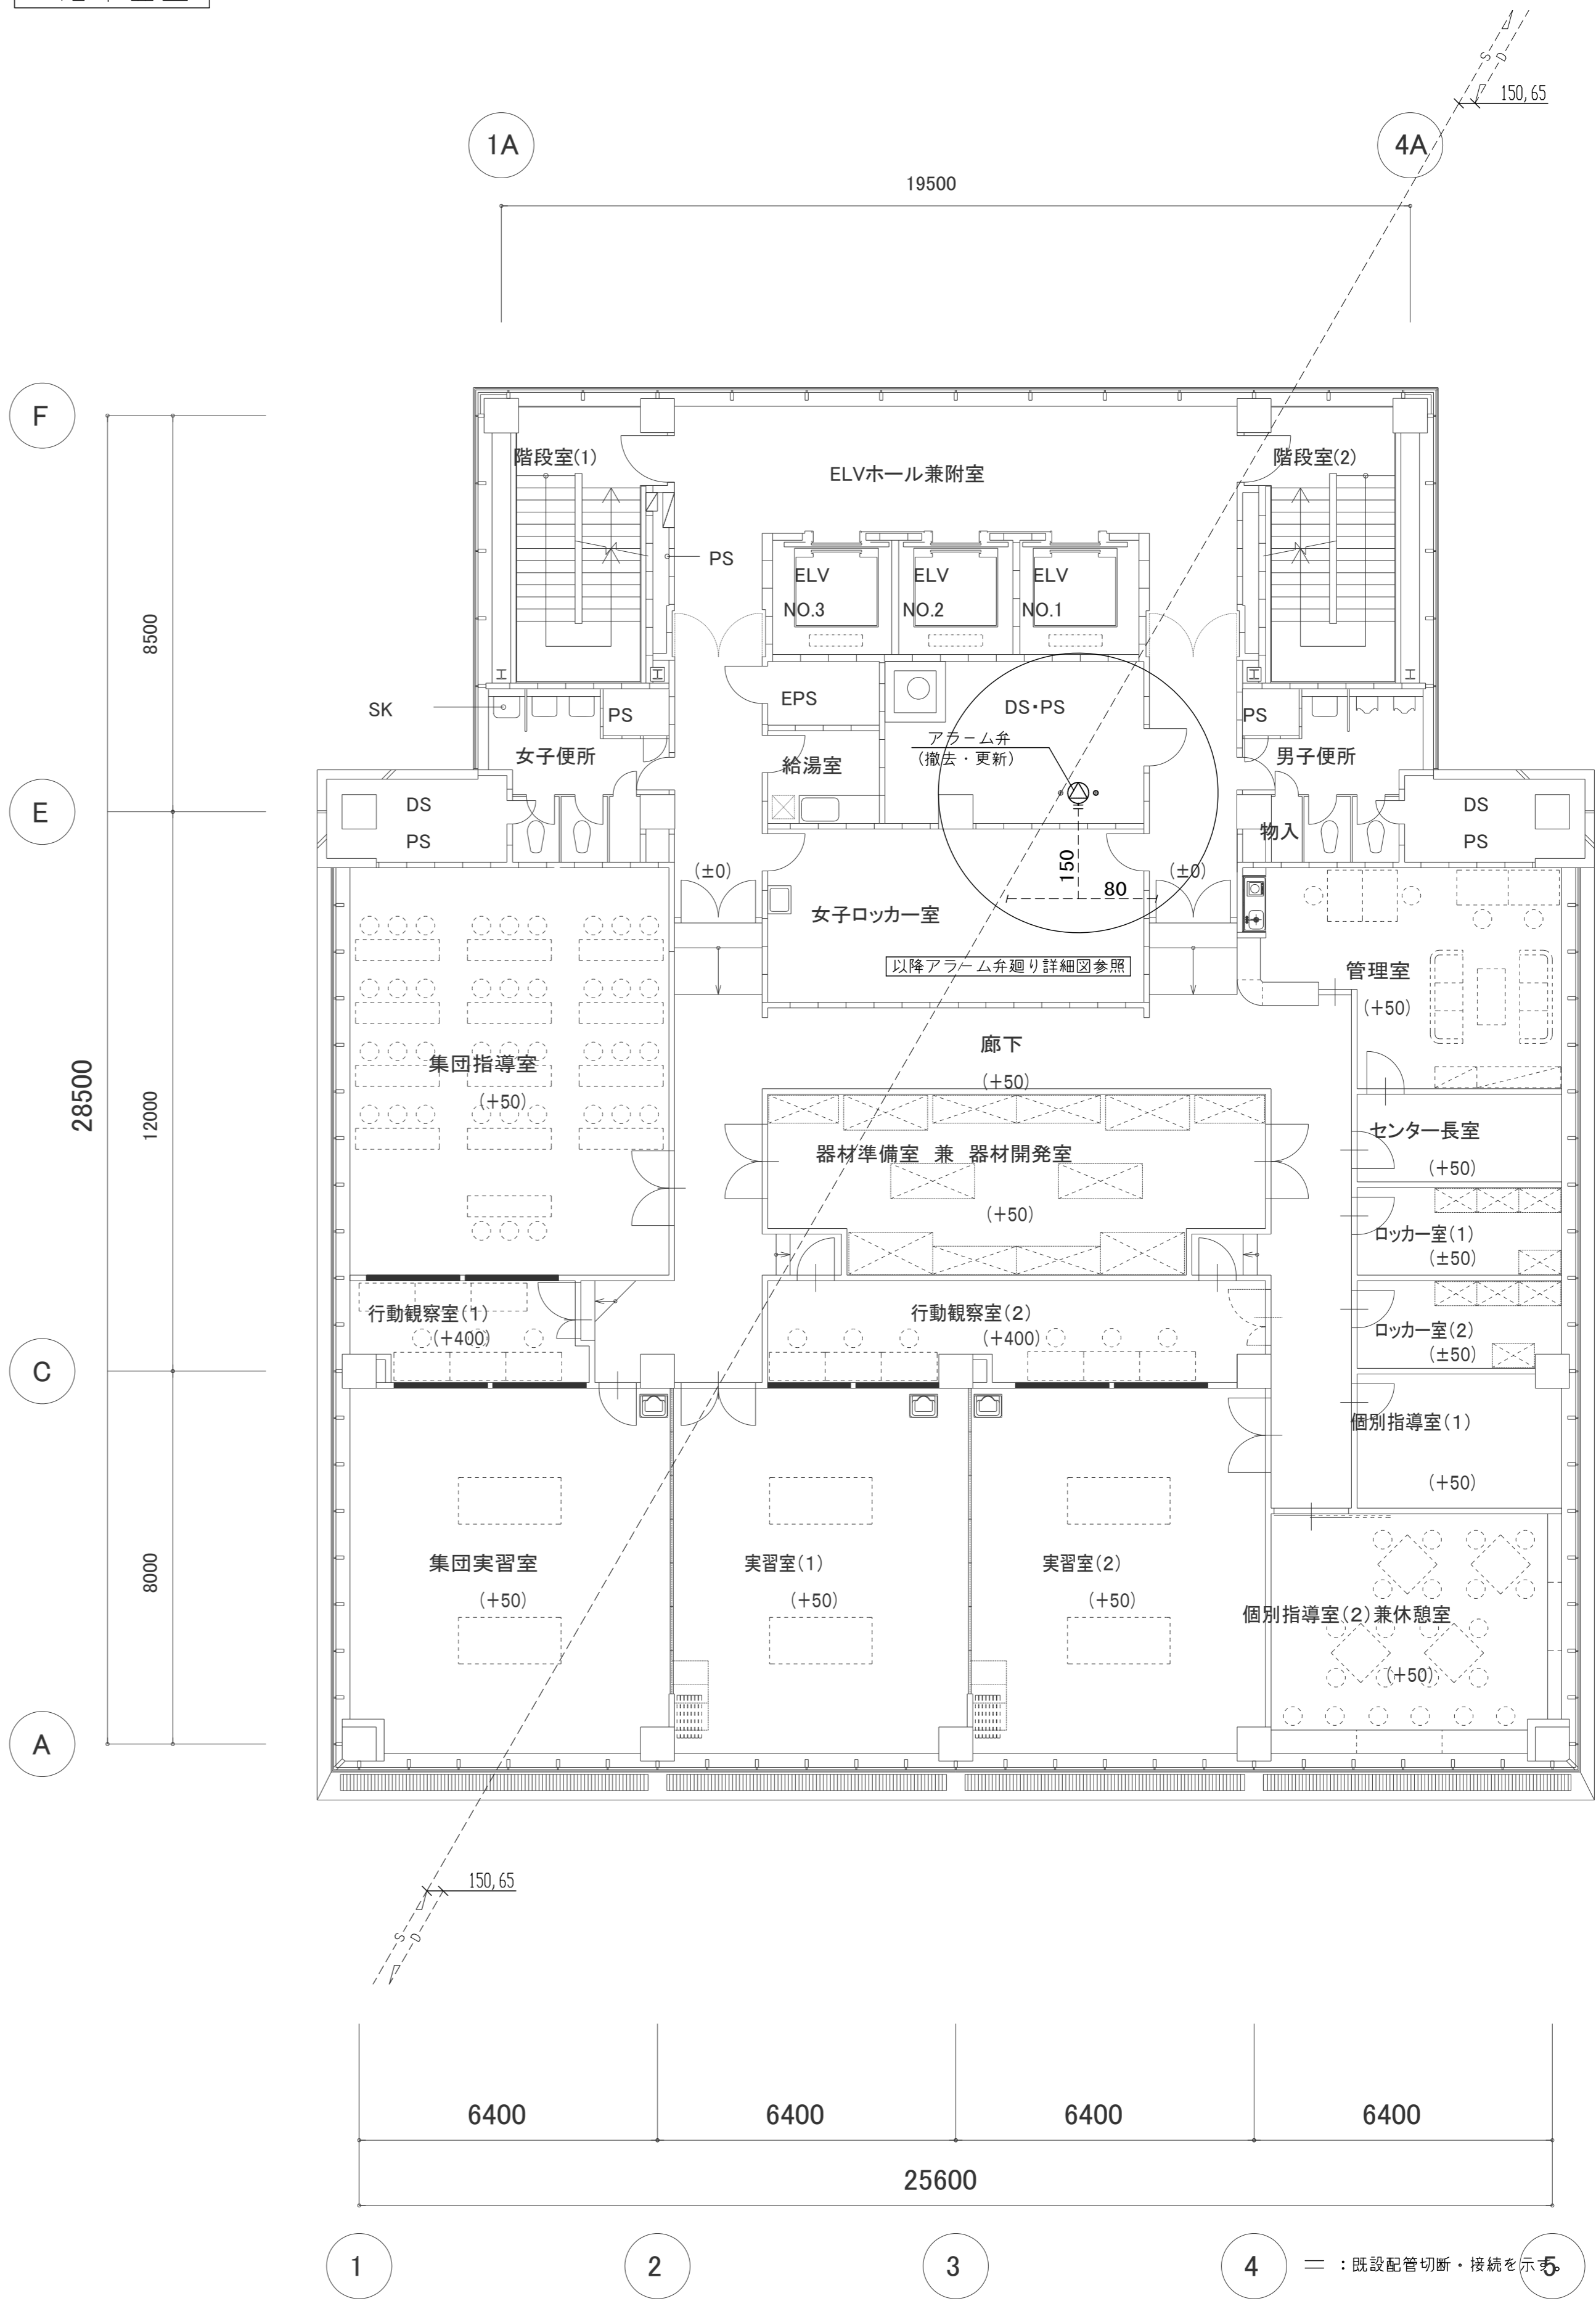 150,65
S
D
1A
4A
19500
F
階段室(1)
ELVホール兼附室
階段室(2)
PS
ELV
NO.3
ELV
NO.2
ELV
NO.1
8500
エ
エ
エ
エ
SK
PS
EPS
DS・PS
PS
アラーム弁
(撤去・更新)
女子便所
給湯室
男子便所
E
DS
PS
物入
DS
PS
150
80
(±0)
(±0)
女子ロッカー室
以降アラーム弁廻り詳細図参照
管理室
(+50)
28500
12000
集団指導室
(+50)
廊下
(+50)
器材準備室 兼 器材開発室
(+50)
センター長室
(+50)
ロッカー室(1)
(±50)
行動観察室(1)
(+400)
行動観察室(2)
(+400)
ロッカー室(2)
(±50)
C
個別指導室(1)
(+50)
8000
集団実習室
(+50)
実習室(1)
(+50)
実習室(2)
(+50)
個別指導室(2)兼休憩室
(+50)
A
150,65
S
D
6400
6400
6400
6400
25600
1
2
3
4
5
：既設配管切断・接続を示す。